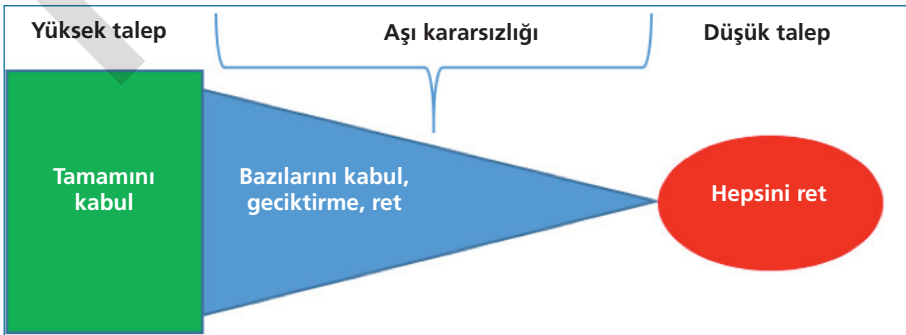 Yüksek talep
Aşı kararsızlığı
Düşük talep
Tamamını
kabul
Bazılarını kabul,
geciktirme, ret
Hepsini ret